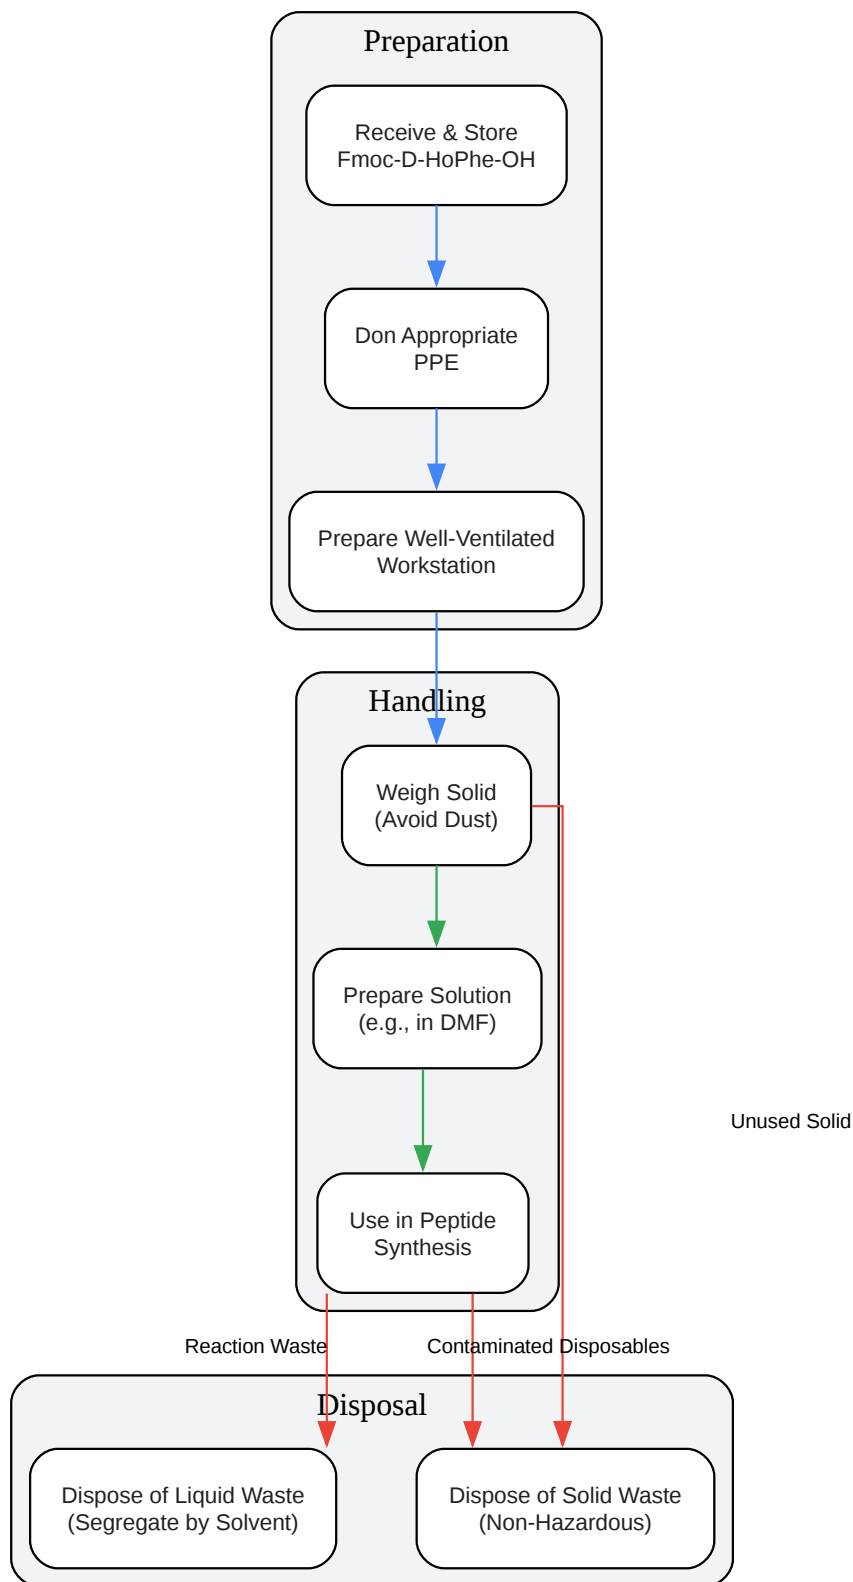 Preparation
Receive & Store
Fmoc-D-HoPhe-OH
Don Appropriate
PPE
Prepare Well-Ventilated
Workstation
Handling
Weigh Solid
(Avoid Dust)
Prepare Solution
(e.g., in DMF)
Unused Solid
Use in Peptide
Synthesis
Reaction Waste
Contaminated Disposables
Disposal
Dispose of Liquid Waste
(Segregate by Solvent)
Dispose of Solid Waste
(Non-Hazardous)